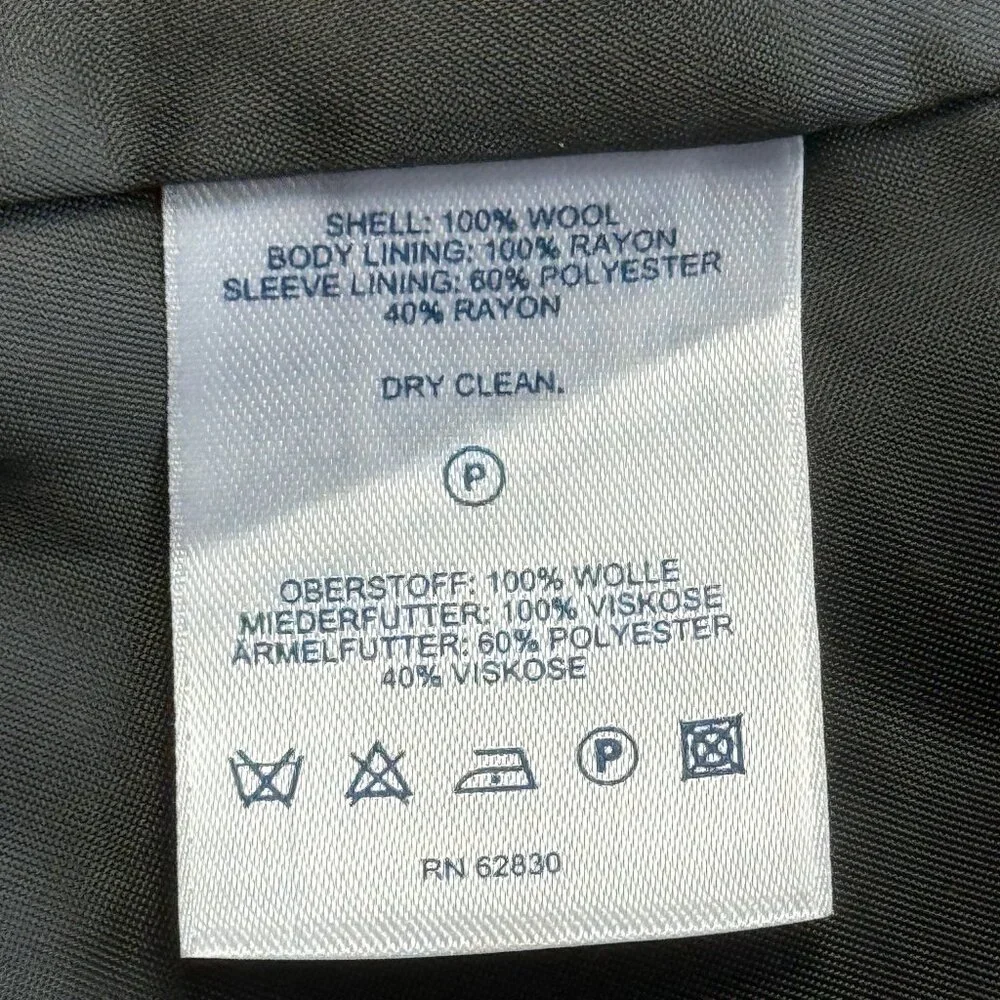 SHELL: 100% WOOL
BODY LINING: 100% RAYON
SLEEVE LINING: 60% POLYESTER
40% RAYON
DRY CLEAN.
P
OBERSTOFF: 100% WOLLE
MIEDERFUTTER: 100% VISKOSE
ÄRMELFUTTER: 60% POLYESTER
40% VISKOSE
P
RN 62830